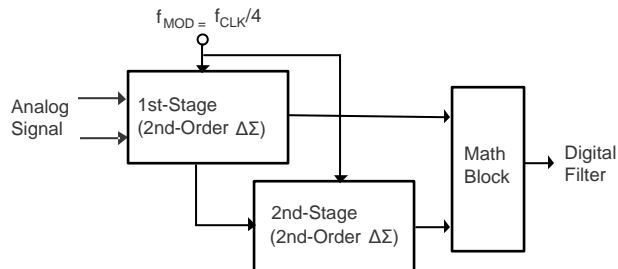 fMOD = fCLK/4
Analog
Signal
1st-Stage
(2nd-Order ΔΣ)
Math
Block
Digital
Filter
2nd-Stage
(2nd-Order ΔΣ)